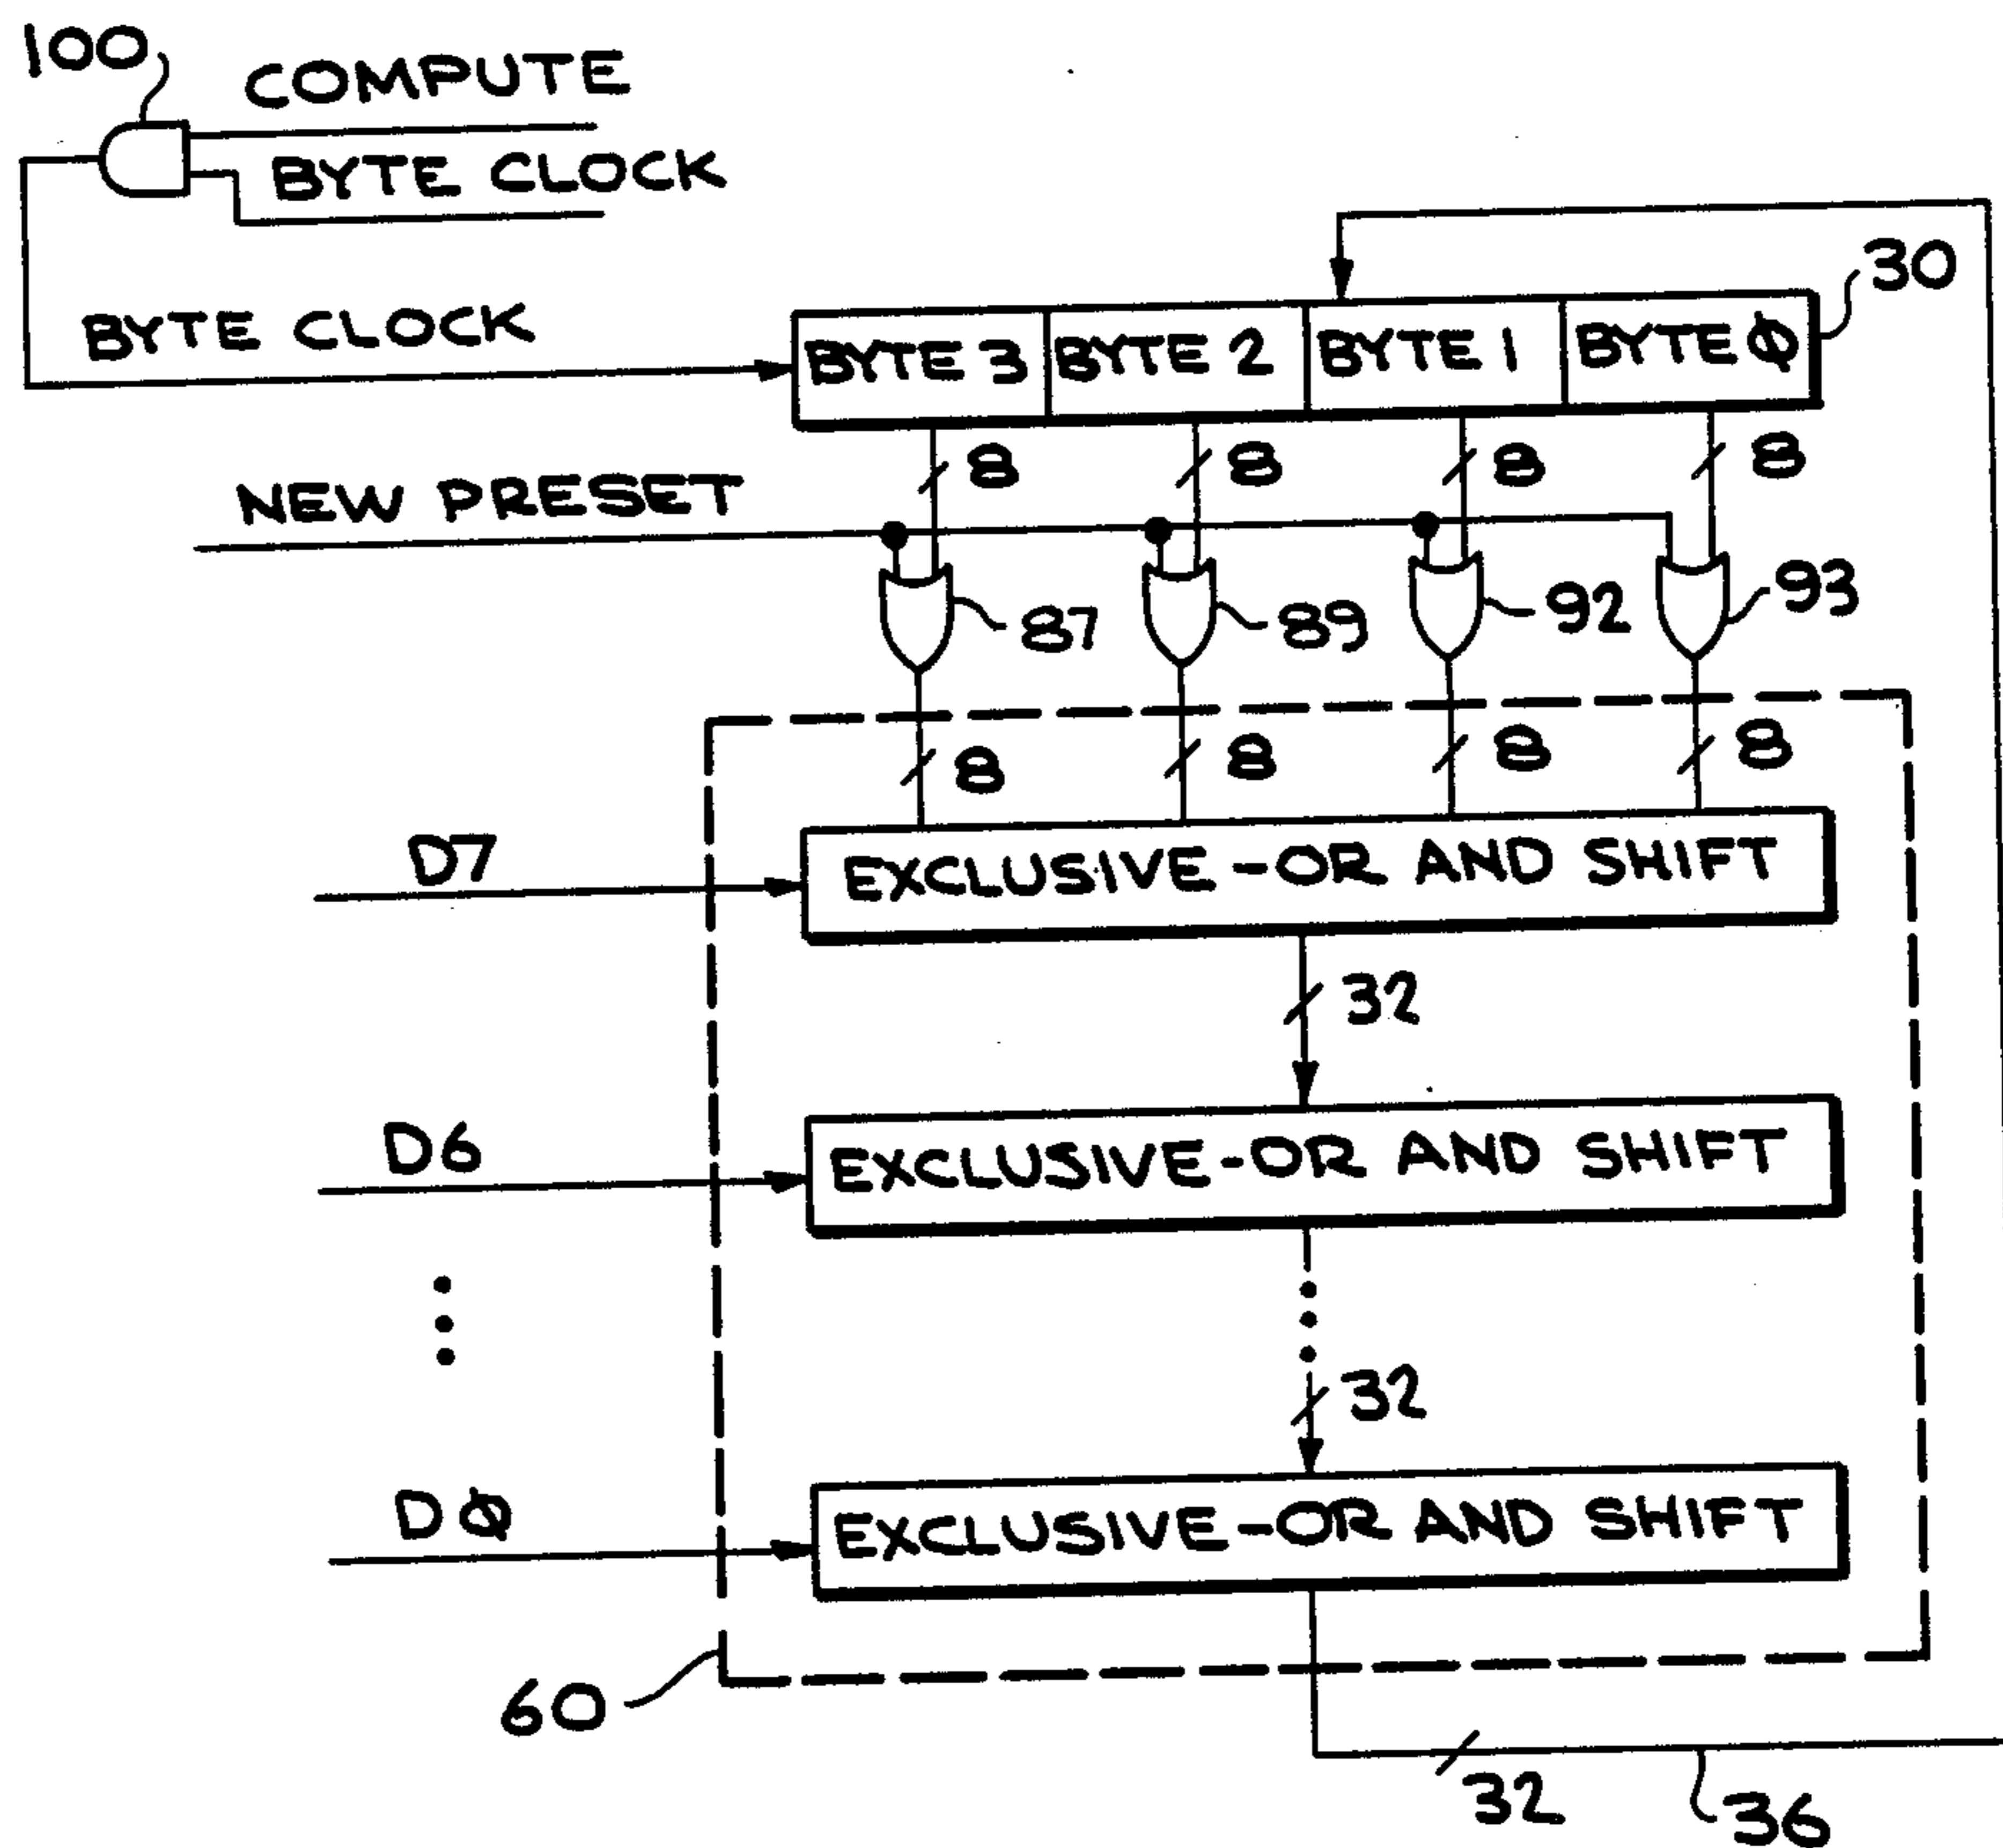 100
COMPUTE
BYTE CLOCK
30
BYTE CLOCK
BYTE 3 BYTE 2 BYTE 1 BYTE Φ
8 8 8 8
NEW PRESET
87 89 92 93
8 8 8 8
D7
EXCLUSIVE-OR AND SHIFT
32
D6
EXCLUSIVE-OR AND SHIFT
32
DΦ
EXCLUSIVE-OR AND SHIFT
60
32
36